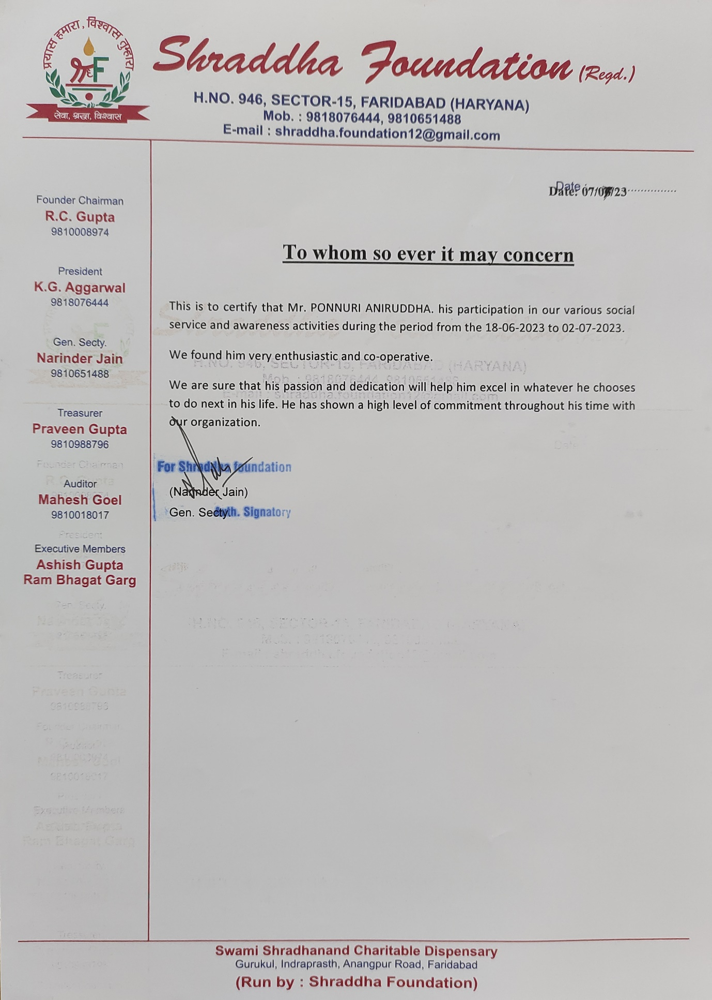 प्रयास हमारा, विश्वास तुम्हारा
F
सेवा, श्रद्धा, विश्वास
Shraddha Foundation (Regd.)
H.NO. 946, SECTOR-15, FARIDABAD (HARYANA)
Mob. : 9818076444, 9810651488
E-mail : shraddha.foundation12@gmail.com
Date :
Date: 07/07/23
Founder Chairman
R.C. Gupta
9810008974
President
K.G. Aggarwal
9818076444
Gen. Secty.
Narinder Jain
9810651488
Treasurer
Praveen Gupta
9810988796
Auditor
Mahesh Goel
9810018017
Executive Members
Ashish Gupta
Ram Bhagat Garg
To whom so ever it may concern
This is to certify that Mr. PONNURI ANIRUDDHA. his participation in our various social
service and awareness activities during the period from the 18-06-2023 to 02-07-2023.
We found him very enthusiastic and co-operative.
We are sure that his passion and dedication will help him excel in whatever he chooses
to do next in his life. He has shown a high level of commitment throughout his time with
our organization.
For Shraddha foundation
(Narinder Jain)
Gen. Secty.
Auth. Signatory
Swami Shradhanand Charitable Dispensary
Gurukul, Indraprasth, Anangpur Road, Faridabad
(Run by : Shraddha Foundation)